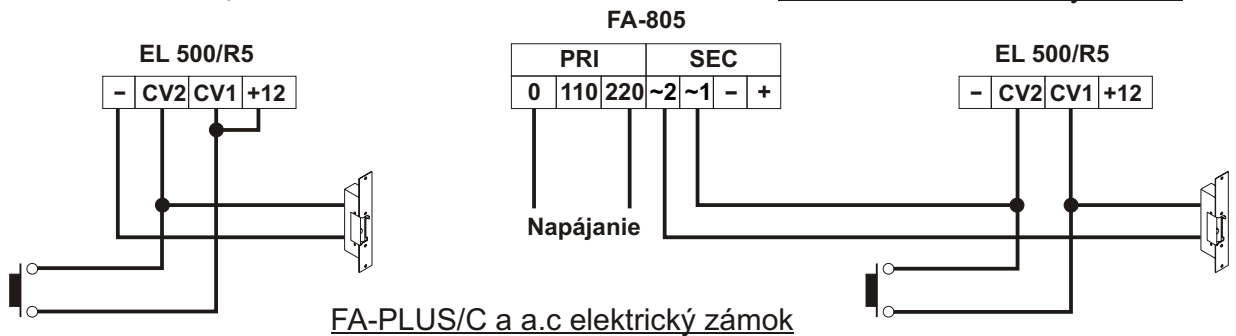 FA-805
EL 500/R5
PRI SEC
EL 500/R5
− CV2 CV1 +12
0 110 220 ~2 ~1 − +
− CV2 CV1 +12
Napájanie
FA-PLUS/C a a.c elektrický zámok